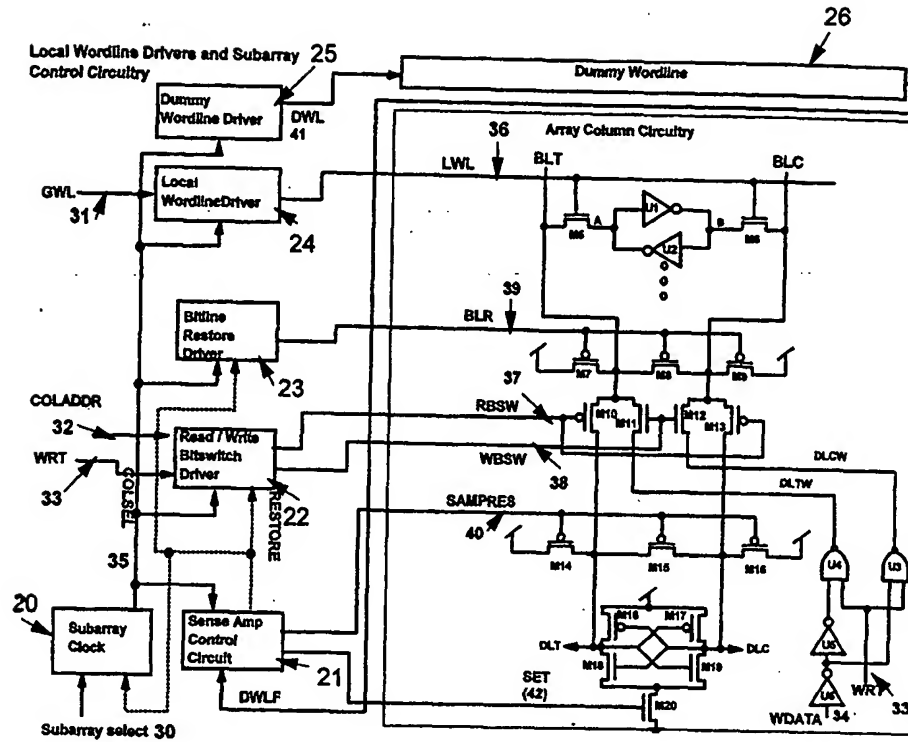 26
Local Wordline Drivers and Subarray
Control Circuitry
25
Dummy Wordline
Dummy
Wordline Driver
DWL
41
Array Column Circuitry
36
BLT
BLC
LWL
GWL
31
Local
WordlineDriver
24
M5
A
U1
U2
B
M6
39
BLR
Bitline
Restore
Driver
23
M7
M8
M9
37
COLADDR
32
RBSW
M10
M11
M12
M13
Read / Write
Bitswitch
Driver
WRT
33
22
WBSW
38
DLCW
DLTW
COLSEL
RESTORE
SAMPRES
40
35
M14
M15
M16
U4
U3
20
Subarray
Clock
Sense Amp
Control
Circuit
21
M16
M17
DLT
DLC
M18
M19
U5
U6
WRT
33
DWLF
SET
(42)
M20
WDATA
34
Subarray select 30